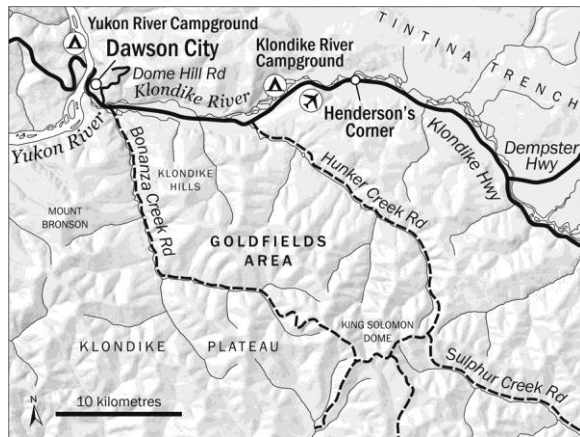 Yukon River Campground
Dawson City
Dome Hill Rd
Klondike River
Yukon River
Klondike River
Campground
Henderson's
Corner
TINTINA TRENCH
Klondike Hwy
Dempster
Hwy
Bonanza Creek Rd
KLONDIKE
HILLS
Hunker Creek Rd
MOUNT
BRONSON
GOLDFIELDS
AREA
KING SOLOMON
DOME
KLONDIKE PLATEAU
Sulphur Creek Rd
N
10 kilometres